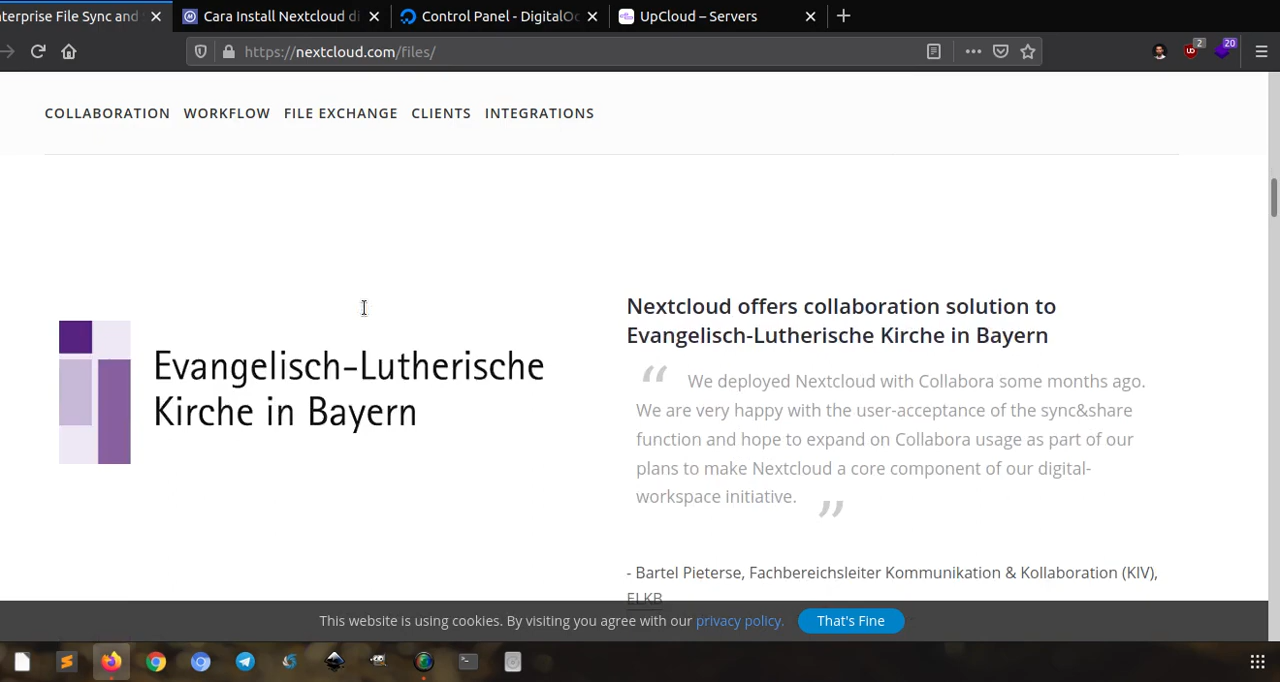 terprise File Sync and
Cara Install Nextcloud di
Control Panel - DigitalOc
UpCloud – Servers
https://nextcloud.com/files/
2
20
COLLABORATION WORKFLOW FILE EXCHANGE CLIENTS INTEGRATIONS
Evangelisch-Lutherische
Kirche in Bayern
Nextcloud offers collaboration solution to
Evangelisch-Lutherische Kirche in Bayern
“ We deployed Nextcloud with Collabora some months ago.
We are very happy with the user-acceptance of the sync&share
function and hope to expand on Collabora usage as part of our
plans to make Nextcloud a core component of our digital-
workspace initiative. ”
- Bartel Pieterse, Fachbereichsleiter Kommunikation & Kollaboration (KIV),
ELKB
This website is using cookies. By visiting you agree with our privacy policy. That's Fine